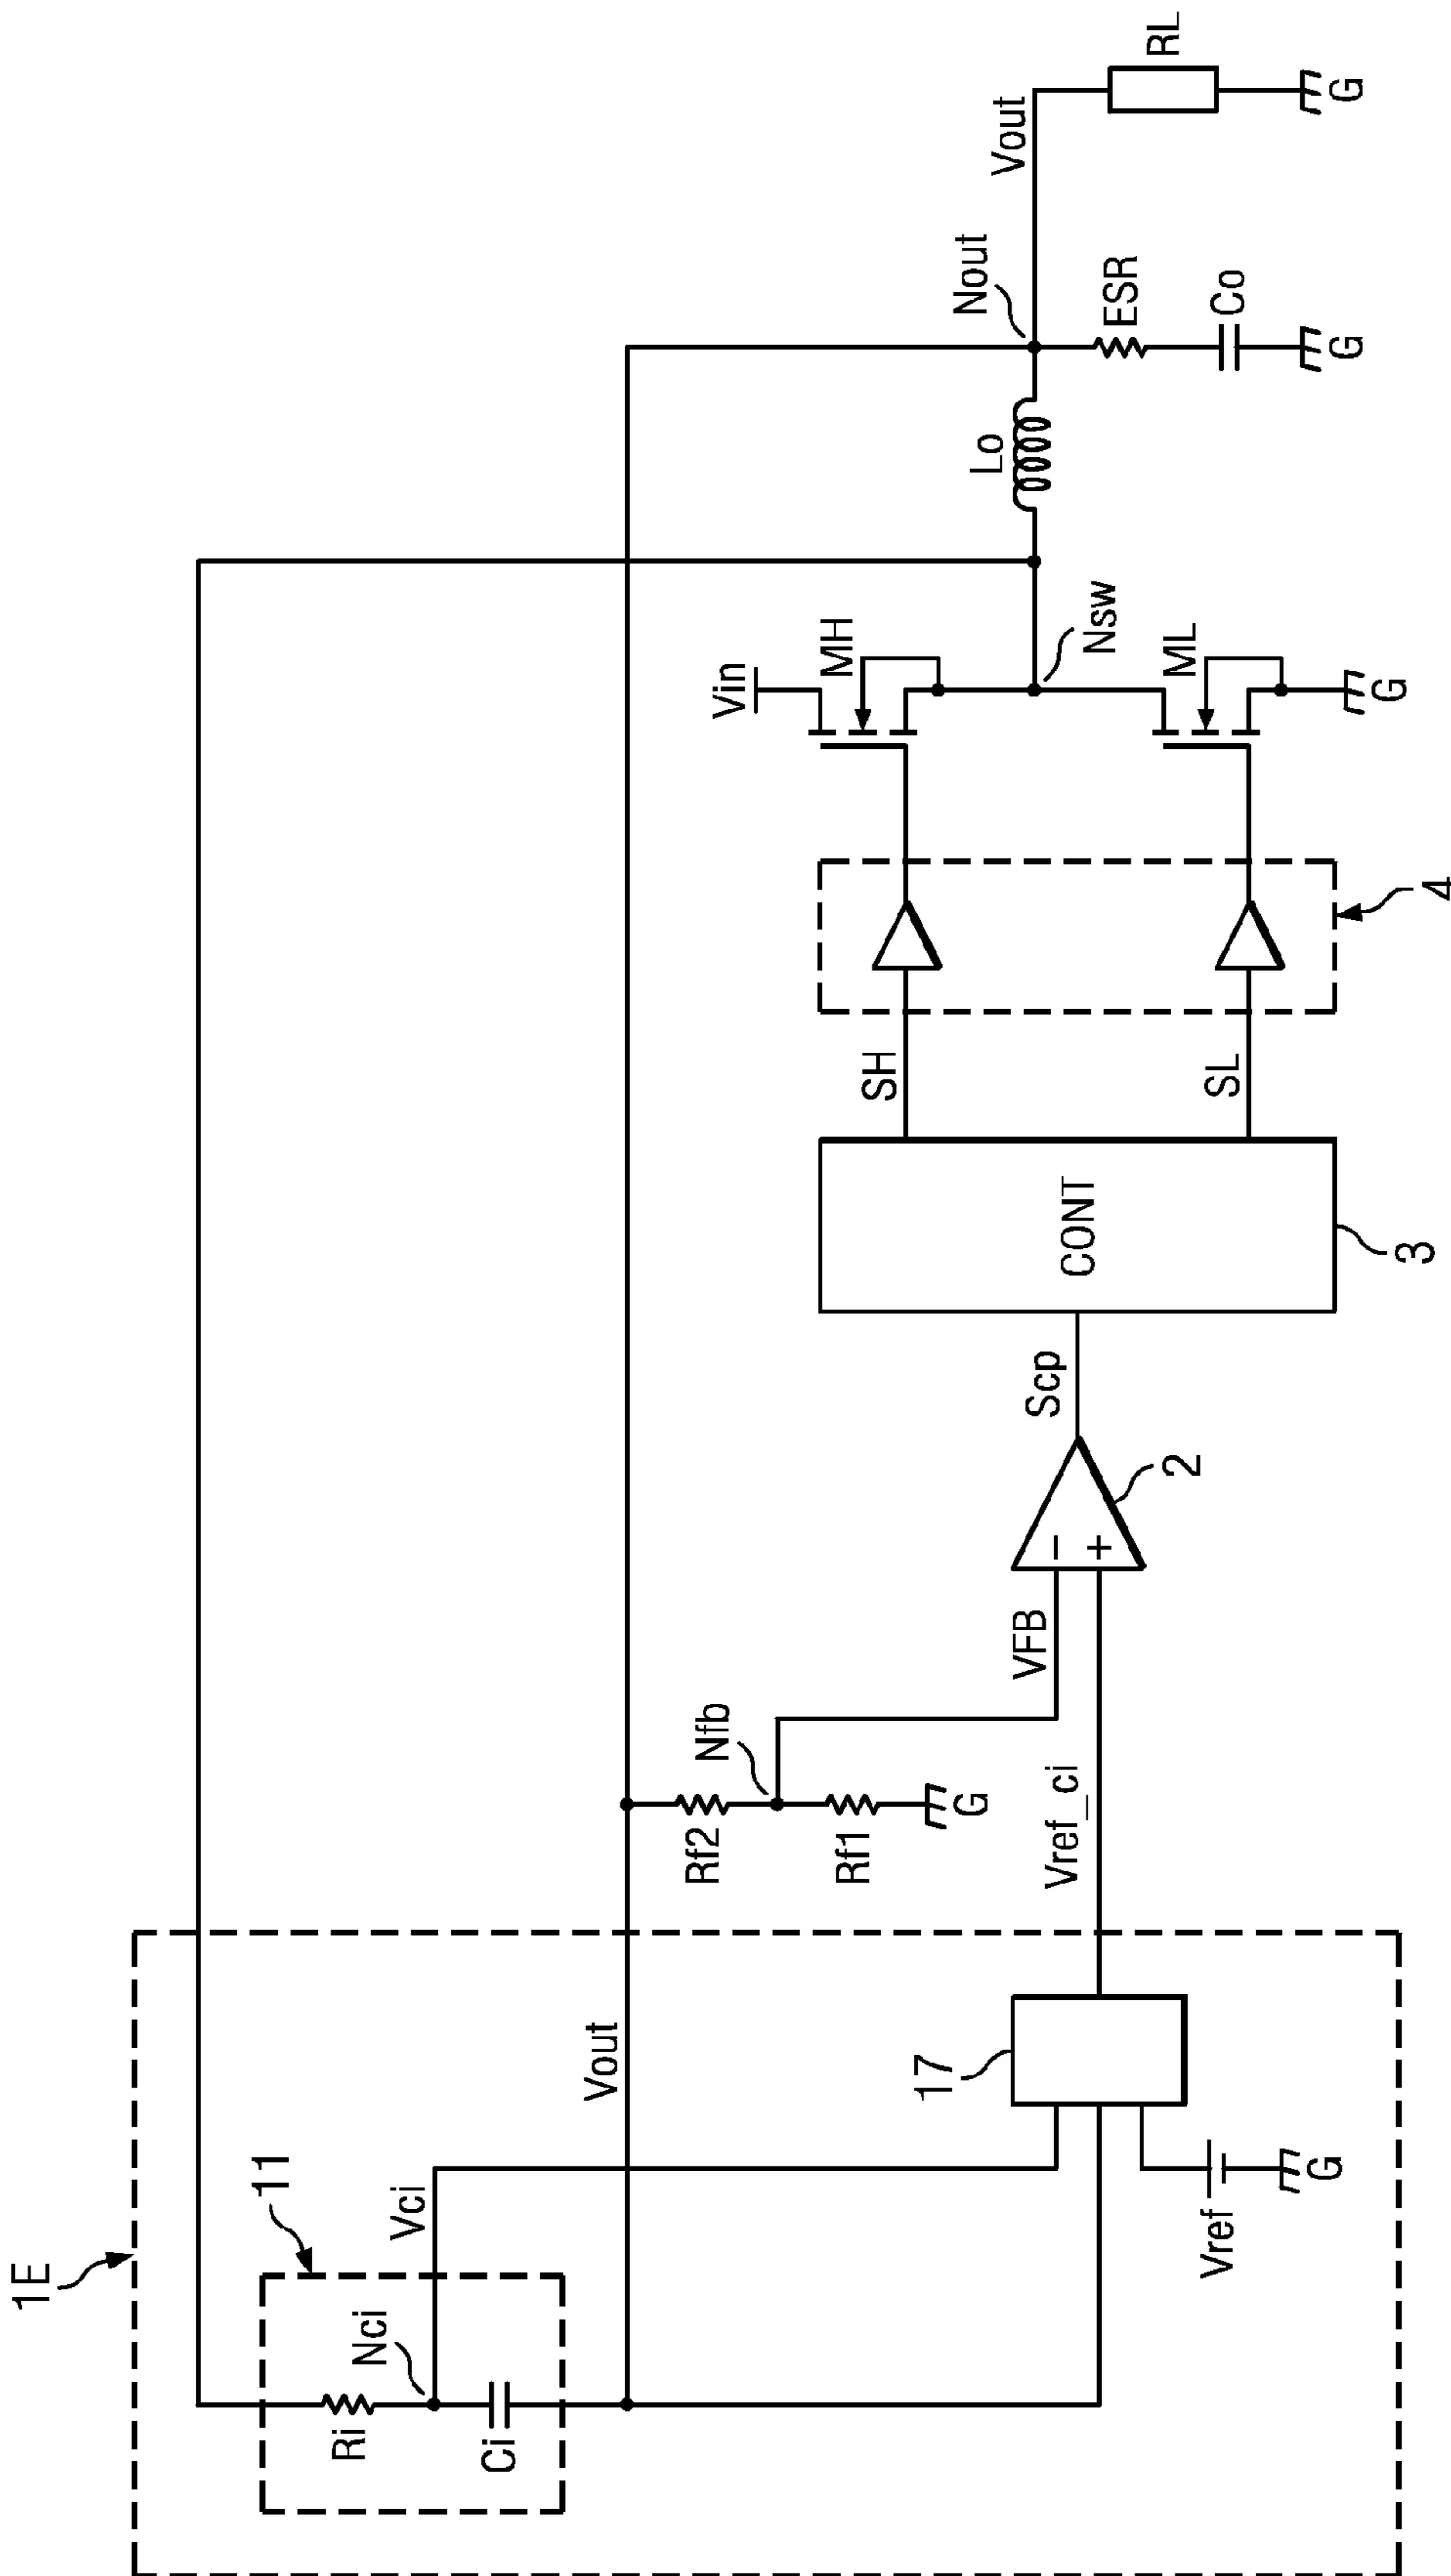 1E
11
Ri
Nci
Ci
Vci
Vout
17
Vref
G
Vref_ci
Rf2
Nfb
Rf1
G
VFB
−
+
2
Scp
CONT
3
SH
SL
4
Vin
MH
Nsw
ML
G
Lo
Nout
ESR
Co
G
Vout
RL
G